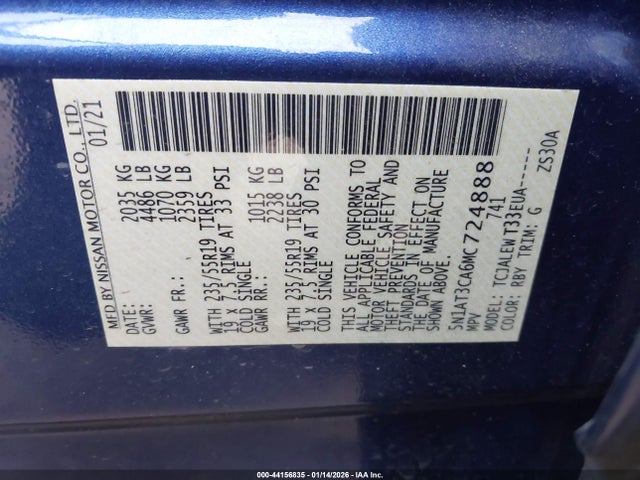 MFD BY NISSAN MOTOR CO., LTD.
DATE: 01/21
GVWR: 2035 KG
4486 LB
GAWR FR.: 1070 KG
2359 LB
WITH 235/55R19 TIRES
19 X 7.5 RIMS AT 33 PSI
COLD SINGLE
GAWR RR.: 1015 KG
2238 LB
WITH 235/55R19 TIRES
19 X 7.5 RIMS AT 30 PSI
COLD SINGLE
THIS VEHICLE CONFORMS TO
ALL APPLICABLE FEDERAL
MOTOR VEHICLE SAFETY AND
THEFT PREVENTION
STANDARDS IN EFFECT ON
THE DATE OF MANUFACTURE
SHOWN ABOVE.
5N1AT3CA6MC724888
MPV 741
MODEL: TCJALEW T33EUA-----
COLOR: RBY TRIM: G ZS30A
000-44156835 - 01/14/2026 - IAA Inc.